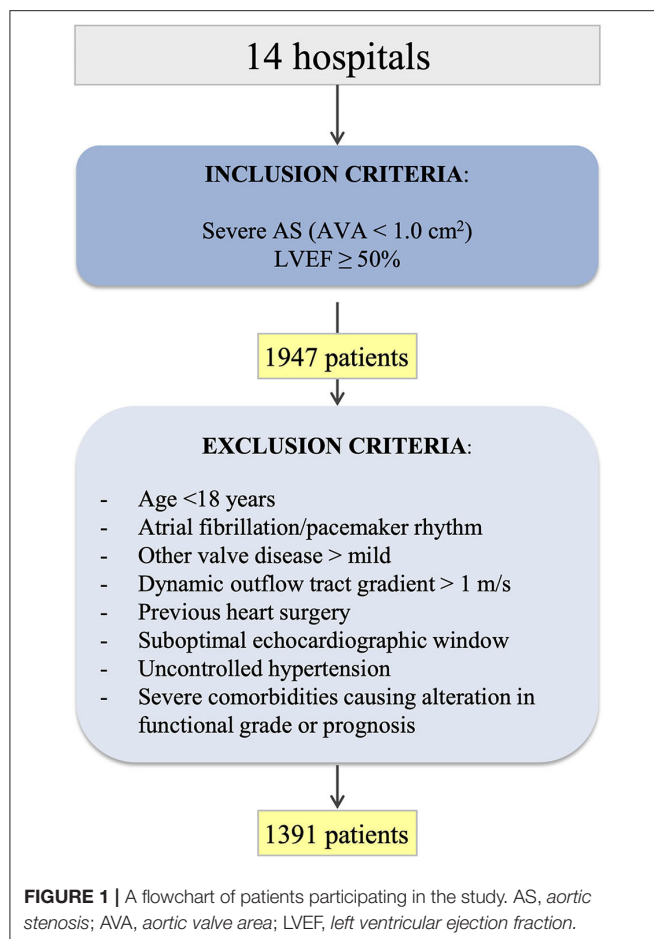 14 hospitals
INCLUSION CRITERIA:
Severe AS (AVA < 1.0 cm²)
LVEF ≥ 50%
1947 patients
EXCLUSION CRITERIA:
- Age <18 years
- Atrial fibrillation/pacemaker rhythm
- Other valve disease > mild
- Dynamic outflow tract gradient > 1 m/s
- Previous heart surgery
- Suboptimal echocardiographic window
- Uncontrolled hypertension
- Severe comorbidities causing alteration in
functional grade or prognosis
1391 patients
FIGURE 1 | A flowchart of patients participating in the study. AS, aortic
stenosis; AVA, aortic valve area; LVEF, left ventricular ejection fraction.